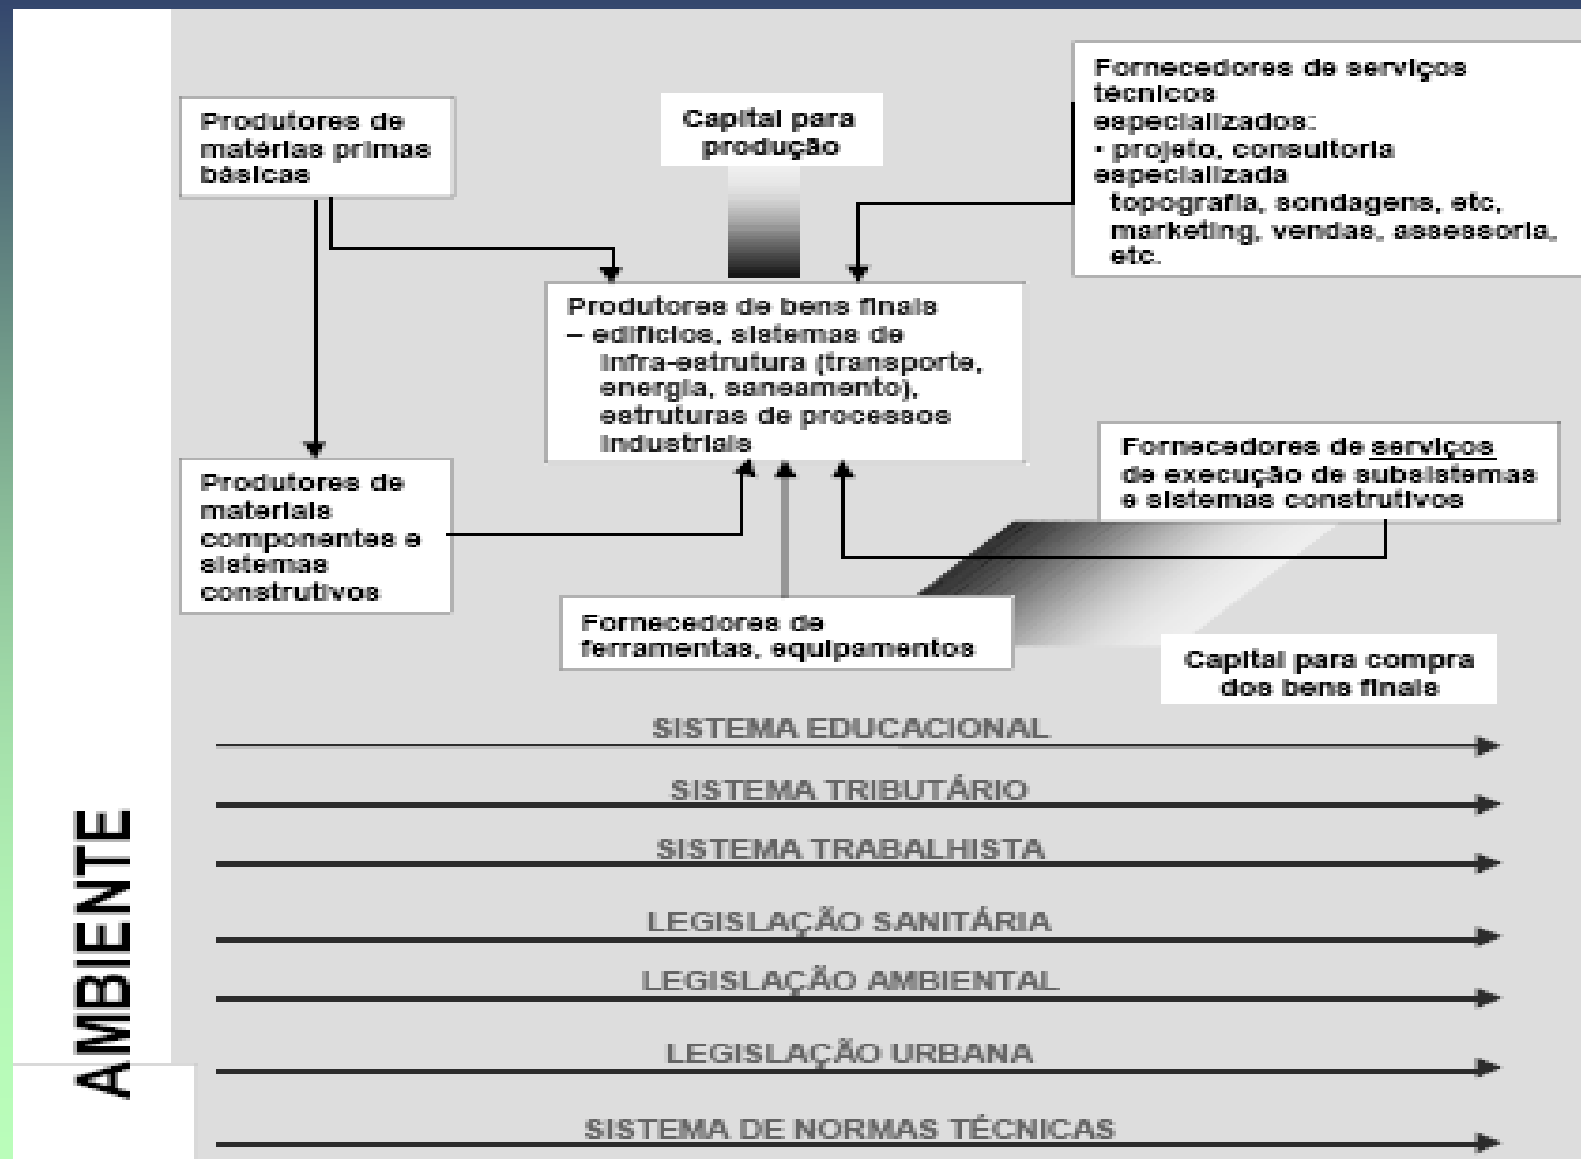 Produtores de
matérias primas
básicas
Capital para
produção
Fornecedores de serviços
técnicos
especializados:
• projeto, consultoria
especializada
topografia, sondagens, etc,
marketing, vendas, assessoria,
etc.
Produtores de bens finais
– edifícios, sistemas de
infra-estrutura (transporte,
energia, saneamento),
estruturas de processos
industriais
Produtores de
materiais
componentes e
sistemas
construtivos
Fornecedores de serviços
de execução de subsistemas
e sistemas construtivos
Fornecedores de
ferramentas, equipamentos
Capital para compra
dos bens finais
AMBIENTE
SISTEMA EDUCACIONAL
SISTEMA TRIBUTÁRIO
SISTEMA TRABALHISTA
LEGISLAÇÃO SANITÁRIA
LEGISLAÇÃO AMBIENTAL
LEGISLAÇÃO URBANA
SISTEMA DE NORMAS TÉCNICAS